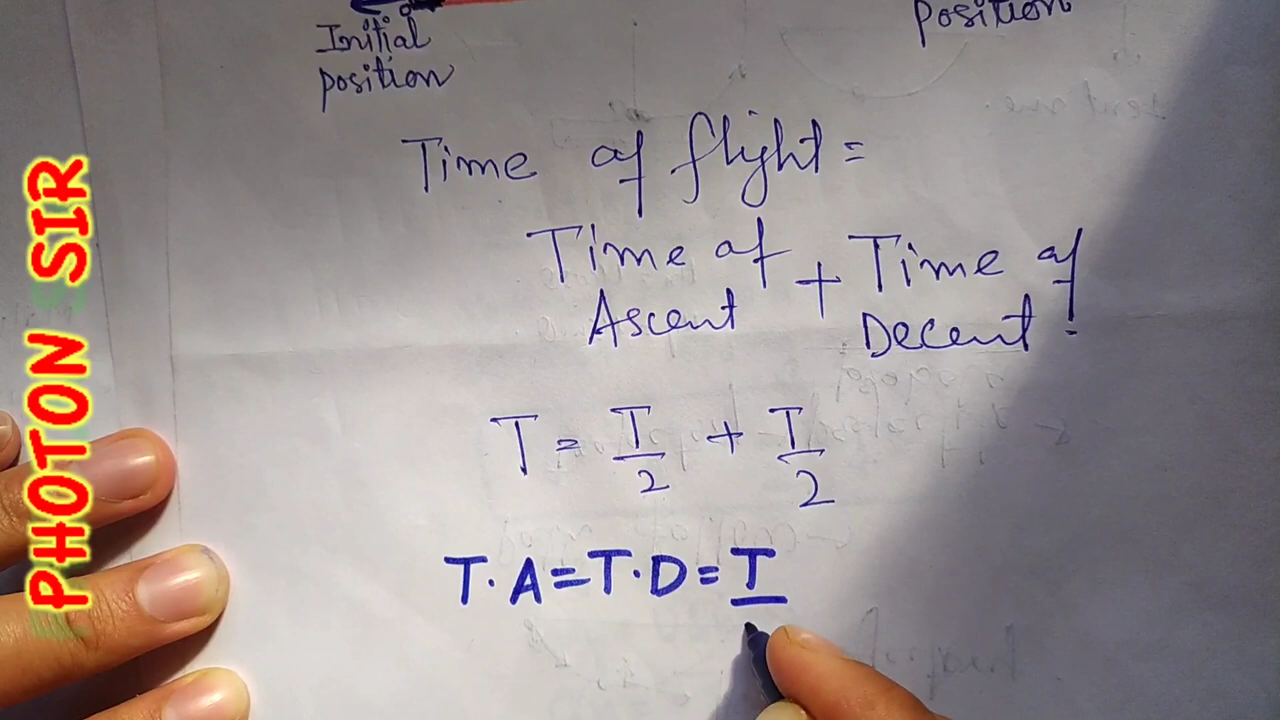 Initial
position
position
Time of flight =
Time of + Time of
Ascent Decent.
T = T/2 + T/2
T.A = T.D = T
PHOTON SIR